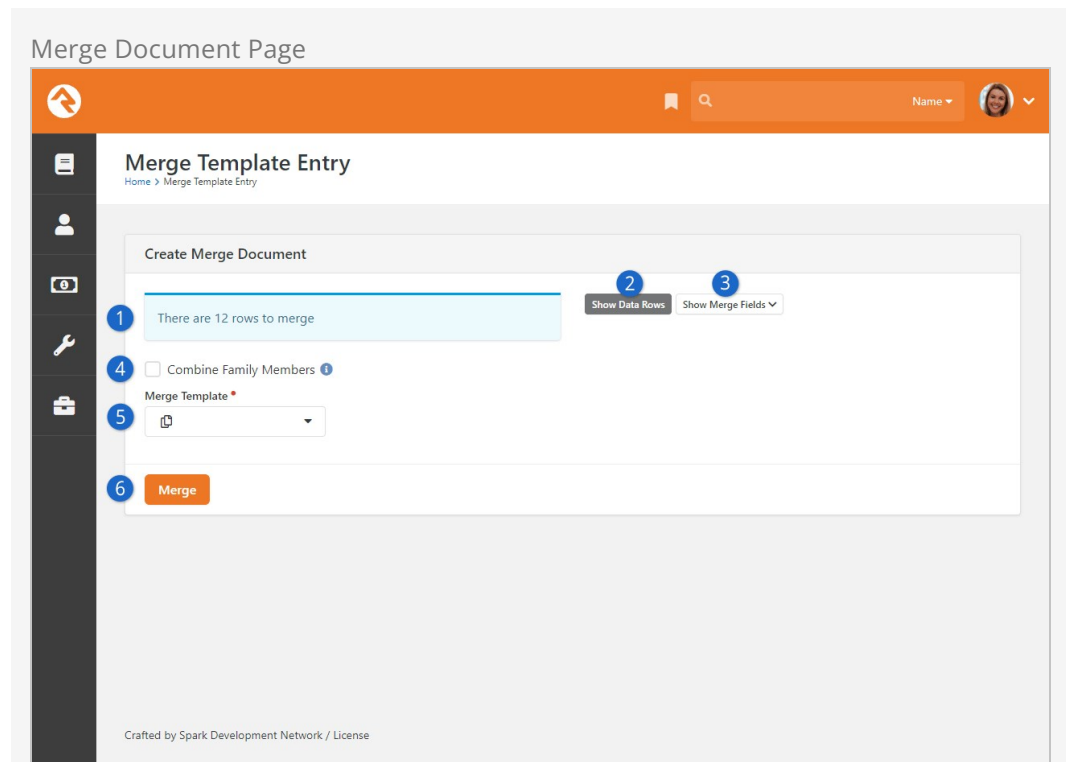 Merge Document Page
Name
Merge Template Entry
Home > Merge Template Entry
Create Merge Document
2 3
Show Data Rows Show Merge Fields
1 There are 12 rows to merge
4 Combine Family Members i
Merge Template
5
6 Merge
Crafted by Spark Development Network / License